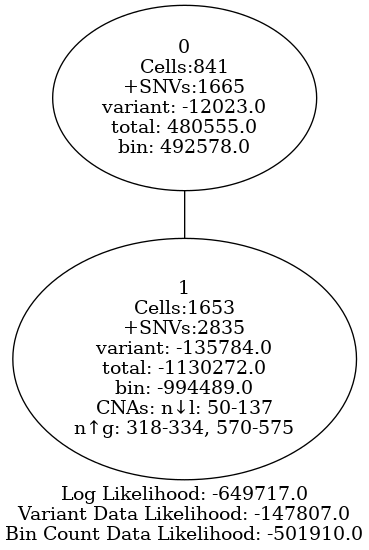 0
Cells:841
+SNVs:1665
variant: -12023.0
total: 480555.0
bin: 492578.0
1
Cells:1653
+SNVs:2835
variant: -135784.0
total: -1130272.0
bin: -994489.0
CNAs: n↓l: 50-137
n↑g: 318-334, 570-575
Log Likelihood: -649717.0
Variant Data Likelihood: -147807.0
Bin Count Data Likelihood: -501910.0